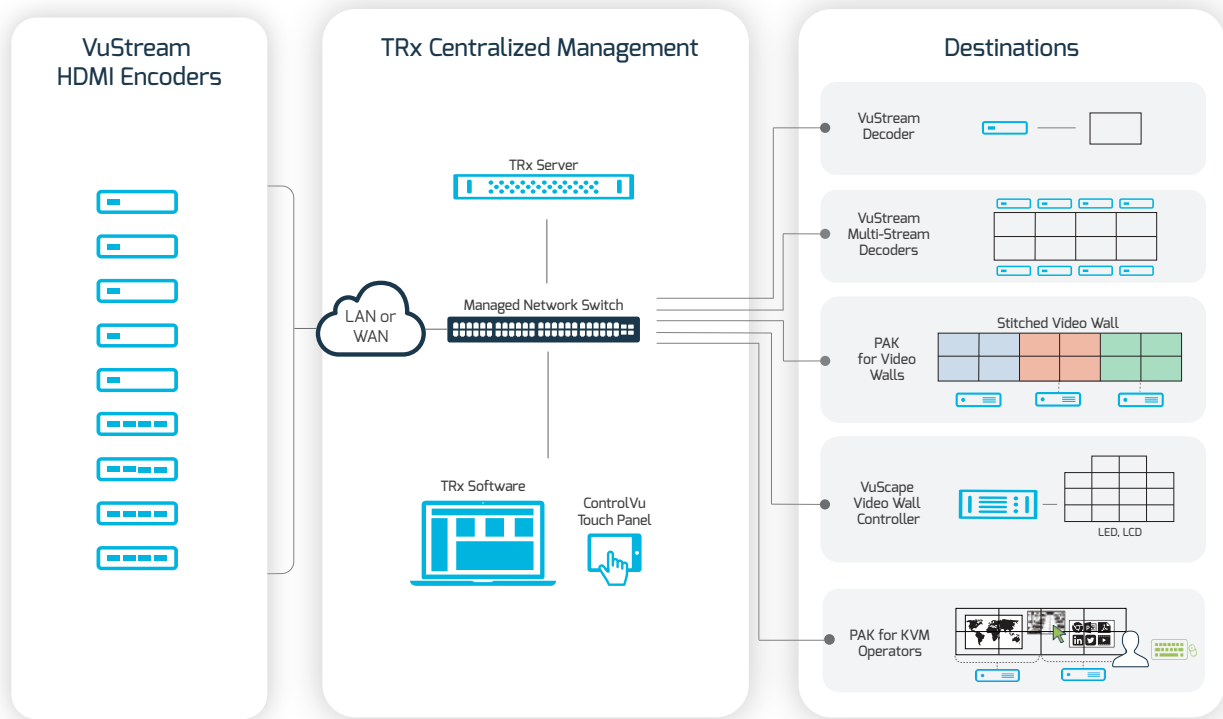 VuStream
HDMI Encoders
TRx Centralized Management
TRx Server
LAN or
WAN
Managed Network Switch
TRx Software
ControlVu
Touch Panel
Destinations
VuStream
Decoder
VuStream
Multi-Stream
Decoders
PAK
for Video
Walls
Stitched Video Wall
VuScape
Video Wall
Controller
LED, LCD
PAK for KVM
Operators